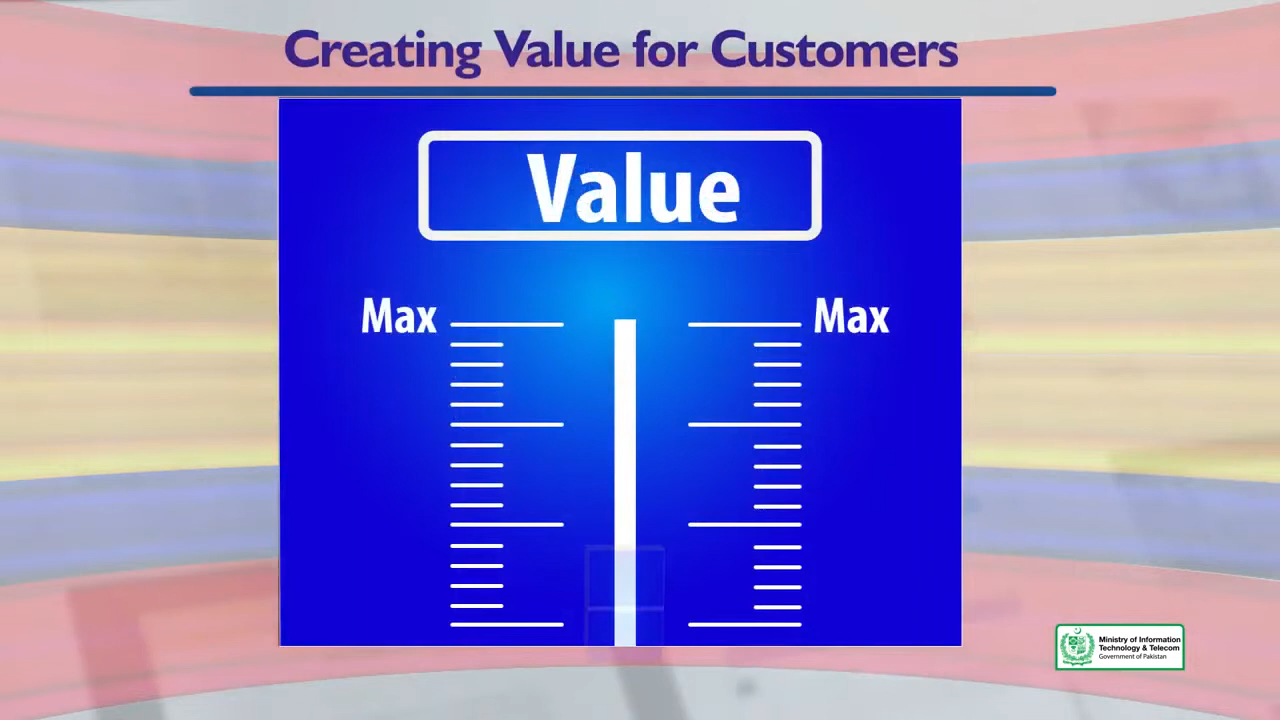 Creating Value for Customers
Value
Max
Max
Ministry of Information
Technology & Telecom
Government of Pakistan